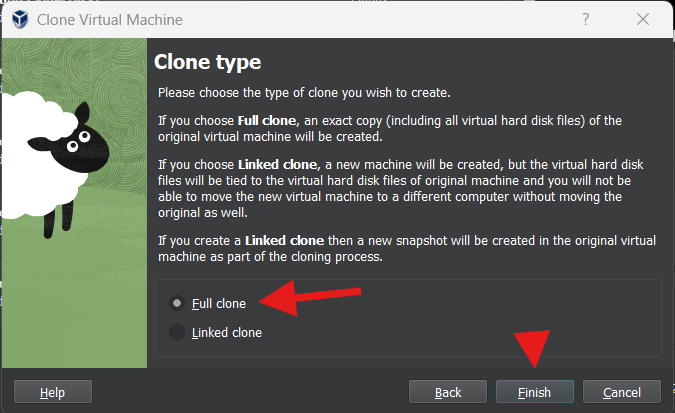 Clone Virtual Machine
?
Clone type
Please choose the type of clone you wish to create.
If you choose Full clone, an exact copy (including all virtual hard disk files) of the
original virtual machine will be created.
If you choose Linked clone, a new machine will be created, but the virtual hard disk
files will be tied to the virtual hard disk files of original machine and you will not be
able to move the new virtual machine to a different computer without moving the
original as well.
If you create a Linked clone then a new snapshot will be created in the original virtual
machine as part of the cloning process.
Full clone
Linked clone
Help
Back
Finish
Cancel